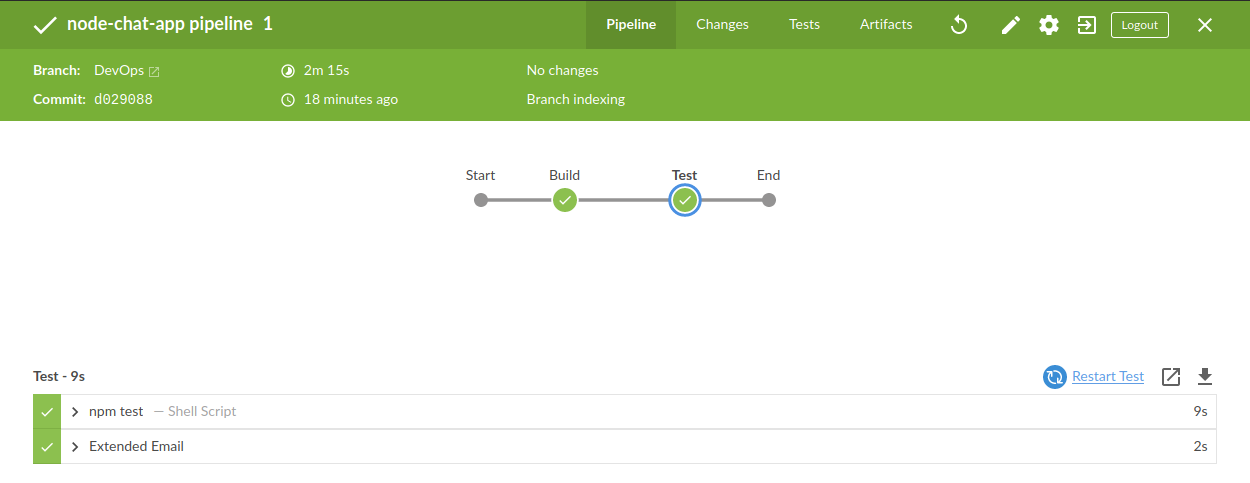 node-chat-app pipeline 1 Pipeline Changes Tests Artifacts Logout
Branch: DevOps 2m 15s No changes
Commit: d029088 18 minutes ago Branch indexing
Start Build Test End
Test - 9s Restart Test
npm test — Shell Script 9s
Extended Email 2s